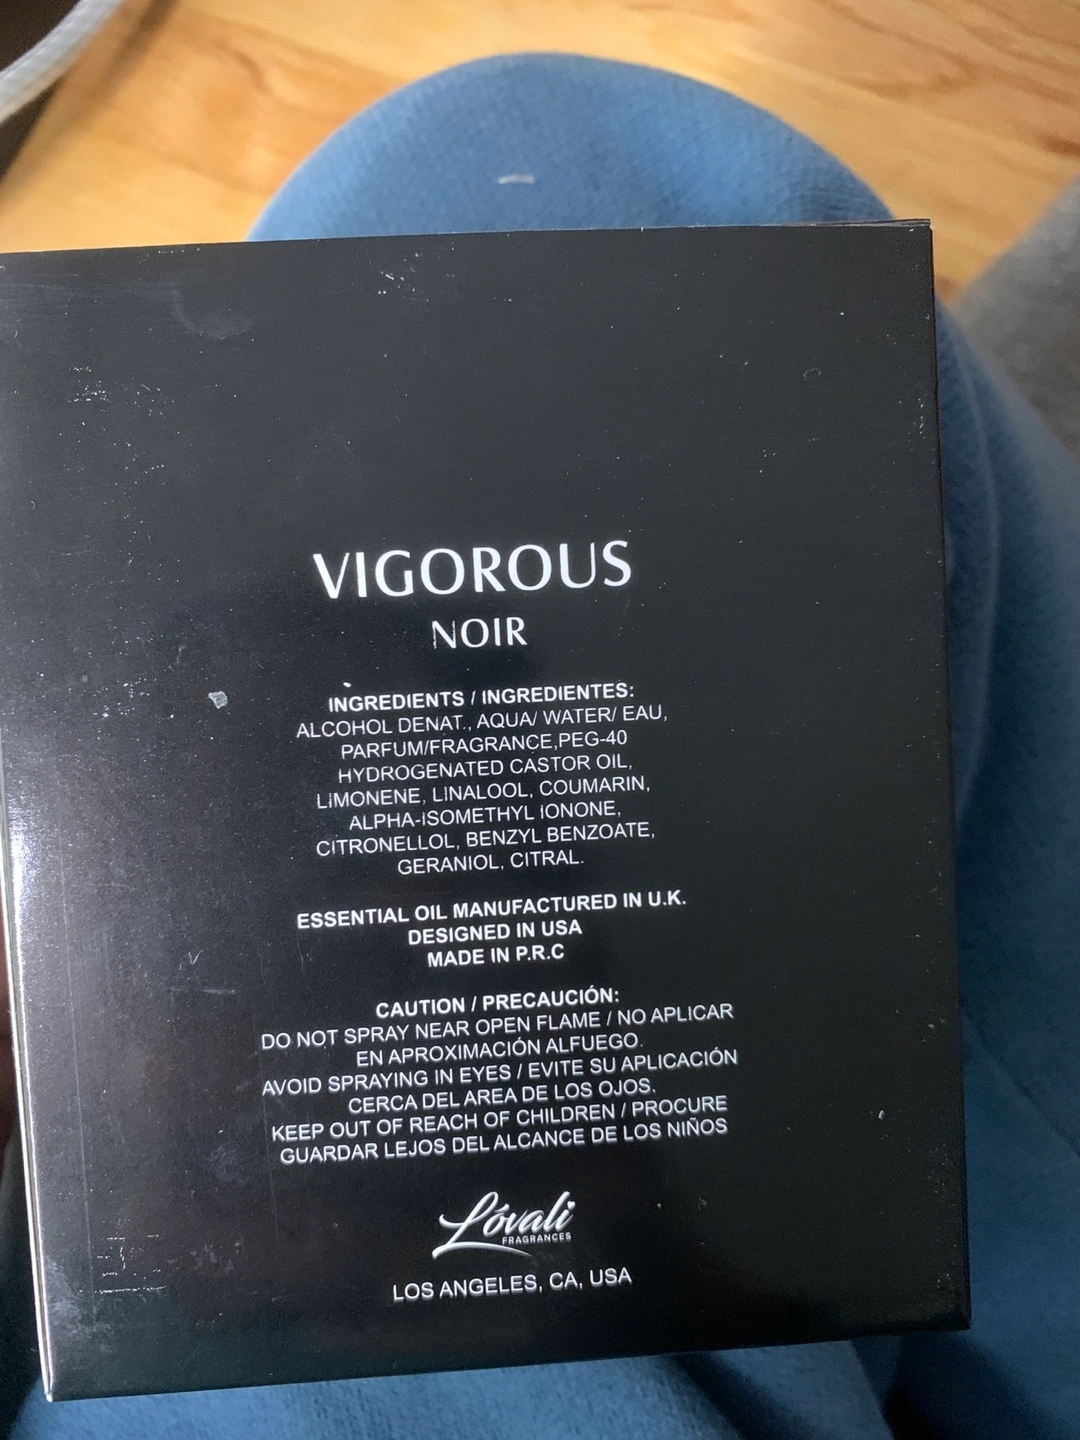 VIGOROUS
NOIR
INGREDIENTS / INGREDIENTES:
ALCOHOL DENAT., AQUA/ WATER/ EAU,
PARFUM/FRAGRANCE,PEG-40
HYDROGENATED CASTOR OIL,
LIMONENE, LINALOOL, COUMARIN,
ALPHA-ISOMETHYL IONONE,
CITRONELLOL, BENZYL BENZOATE,
GERANIOL, CITRAL.
ESSENTIAL OIL MANUFACTURED IN U.K.
DESIGNED IN USA
MADE IN P.R.C
CAUTION / PRECAUCIÓN:
DO NOT SPRAY NEAR OPEN FLAME / NO APLICAR
EN APROXIMACIÓN ALFUEGO.
AVOID SPRAYING IN EYES / EVITE SU APLICACIÓN
CERCA DEL AREA DE LOS OJOS.
KEEP OUT OF REACH OF CHILDREN / PROCURE
GUARDAR LEJOS DEL ALCANCE DE LOS NIÑOS
Lóvali
FRAGRANCES
LOS ANGELES, CA, USA